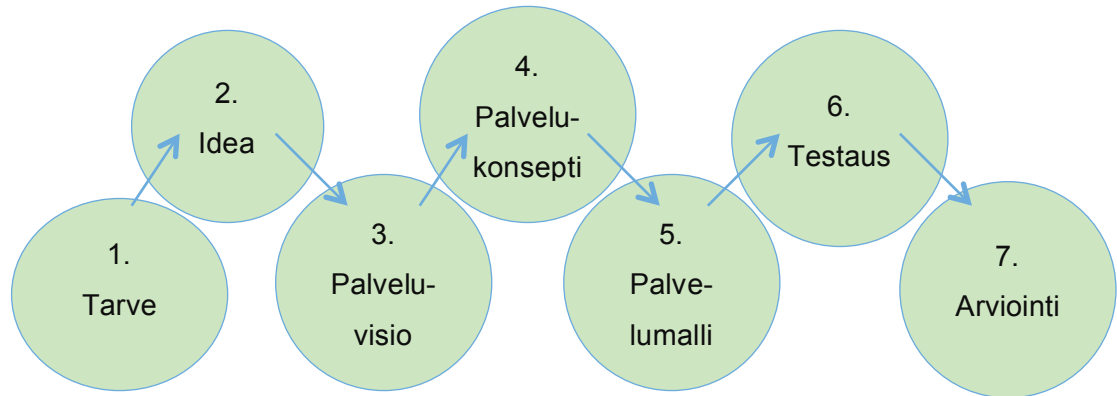 1.
Tarve
2.
Idea
3.
Palvelu-
visio
4.
Palvelu-
konsepti
5.
Palve-
lumalli
6.
Testaus
7.
Arviointi